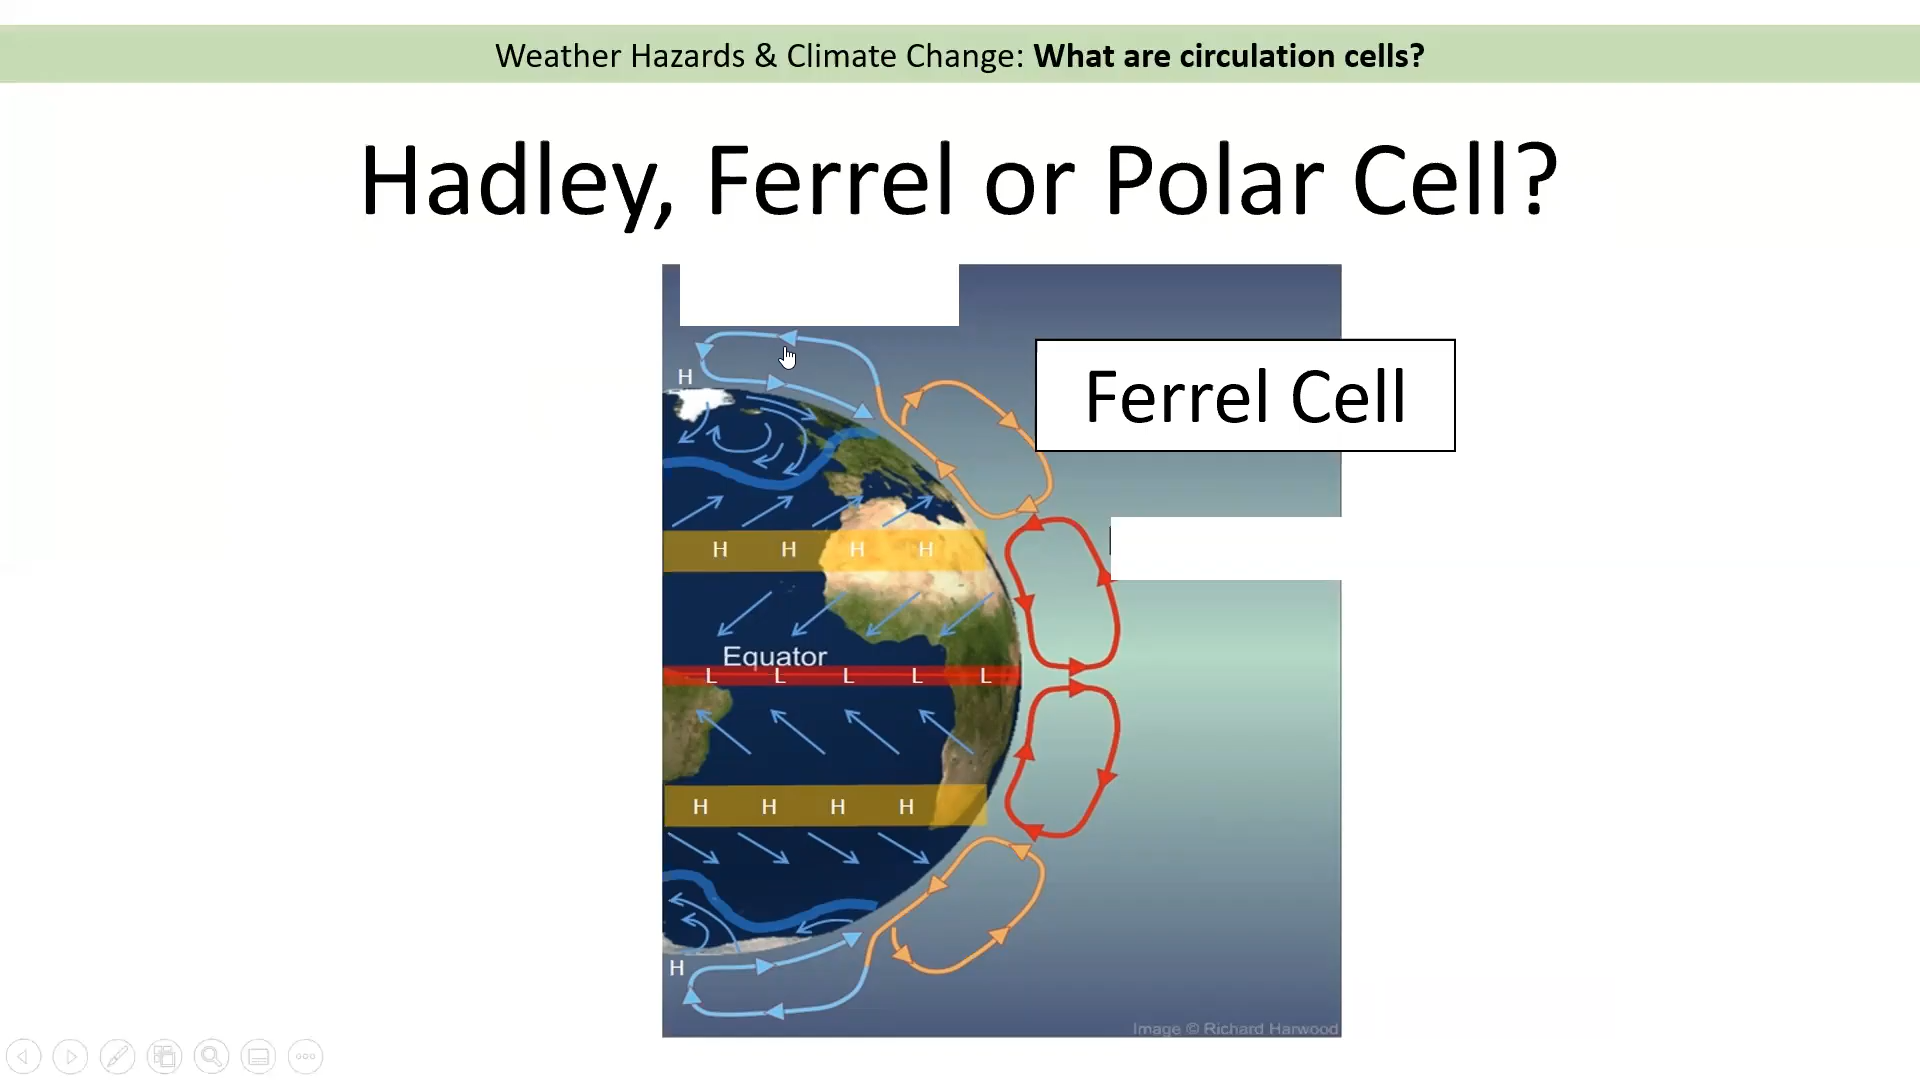 Weather Hazards & Climate Change: What are circulation cells?
Hadley, Ferrel or Polar Cell?
H
Ferrel Cell
H H H H
Equator
L L L L L
H H H H
H
Image © Richard Harwood